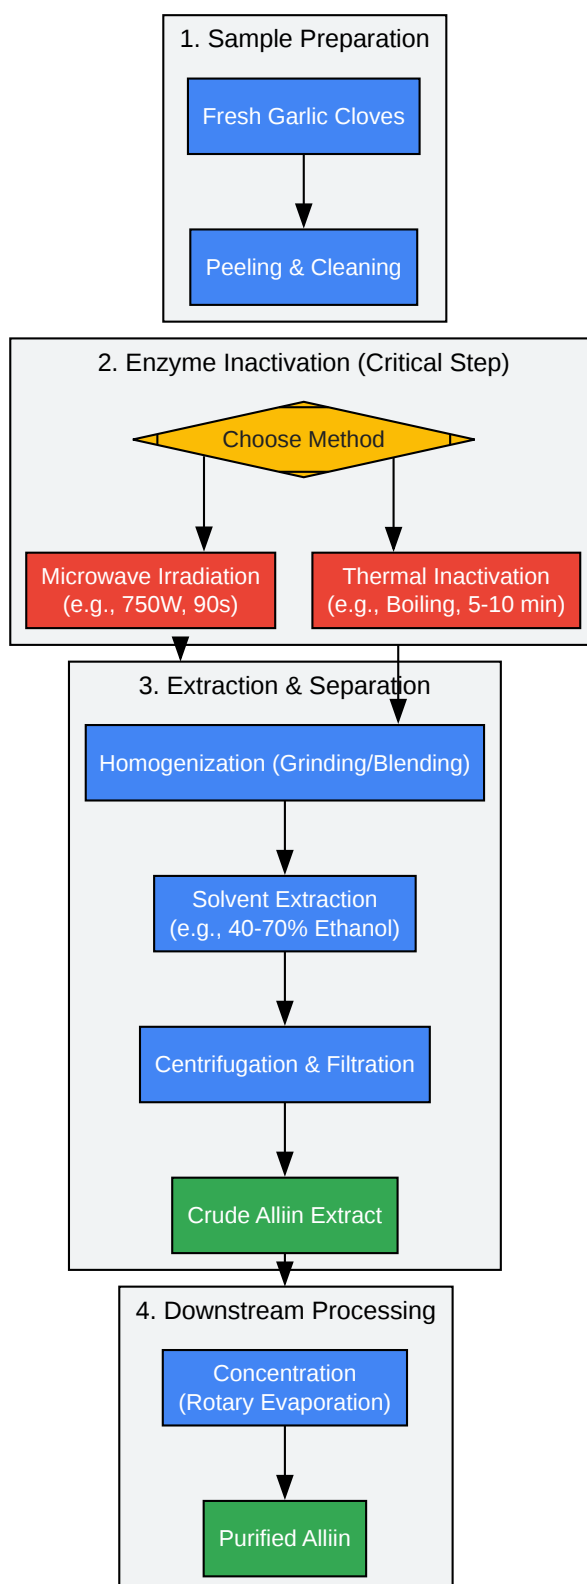 1. Sample Preparation
Fresh Garlic Cloves
Peeling & Cleaning
2. Enzyme Inactivation (Critical Step)
Choose Method
Microwave Irradiation
(e.g., 750W, 90s)
Thermal Inactivation
(e.g., Boiling, 5-10 min)
3. Extraction & Separation
Homogenization (Grinding/Blending)
Solvent Extraction
(e.g., 40-70% Ethanol)
Centrifugation & Filtration
Crude Alliin Extract
4. Downstream Processing
Concentration
(Rotary Evaporation)
Purified Alliin